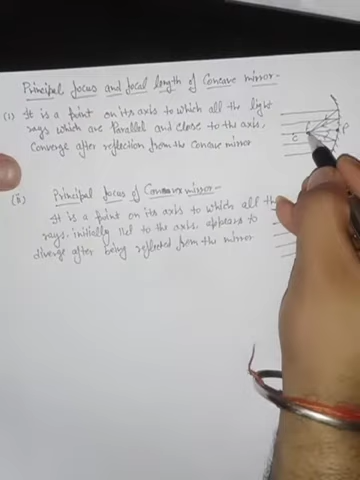 Principal focus and focal length of Concave mirror-
(i) It is a point on its axis to which all the light
rays which are Parallel and close to the axis,
Converge after reflection from the concave mirror
C F P
(ii) Principal focus of Convex mirror-
It is a point on its axis to which all the
rays, initially lld to the axis, appears to
diverge after being reflected from the mirror